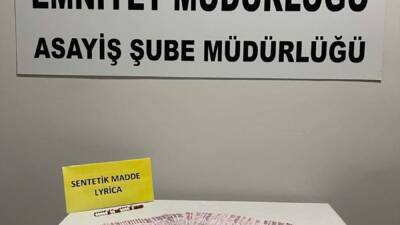 EMNİYET MÜDÜRLÜĞÜ
ASAYİŞ ŞUBE MÜDÜRLÜĞÜ
SENTETİK MADDE
LYRICA